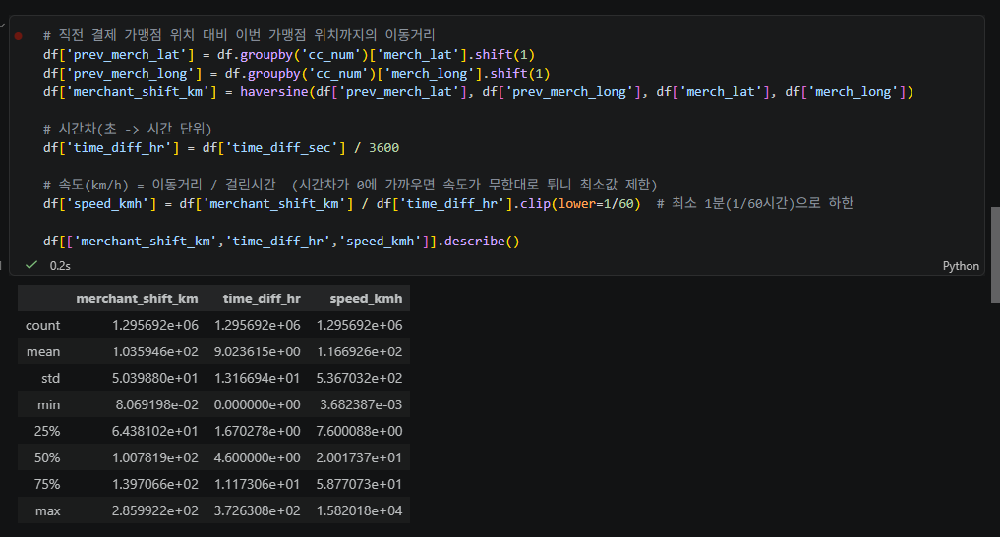 # 직전 결제 가맹점 위치 대비 이번 가맹점 위치까지의 이동거리
df['prev_merch_lat'] = df.groupby('cc_num')['merch_lat'].shift(1)
df['prev_merch_long'] = df.groupby('cc_num')['merch_long'].shift(1)
df['merchant_shift_km'] = haversine(df['prev_merch_lat'], df['prev_merch_long'], df['merch_lat'], df['merch_long'])
# 시간차(초 -> 시간 단위)
df['time_diff_hr'] = df['time_diff_sec'] / 3600
# 속도(km/h) = 이동거리 / 걸린시간  (시간차가 0에 가까우면 속도가 무한대로 튀니 최소값 제한)
df['speed_kmh'] = df['merchant_shift_km'] / df['time_diff_hr'].clip(lower=1/60)  # 최소 1분(1/60시간)으로 하한
df[['merchant_shift_km','time_diff_hr','speed_kmh']].describe()
0.2s Python
merchant_shift_km time_diff_hr speed_kmh
count 1.295692e+06 1.295692e+06 1.295692e+06
mean 1.035946e+02 9.023615e+00 1.166926e+02
std 5.039880e+01 1.316694e+01 5.367032e+02
min 8.069198e-02 0.000000e+00 3.682387e-03
25% 6.438102e+01 1.670278e+00 7.600088e+00
50% 1.007819e+02 4.600000e+00 2.001737e+01
75% 1.397066e+02 1.117306e+01 5.877073e+01
max 2.859922e+02 3.726308e+02 1.582018e+04